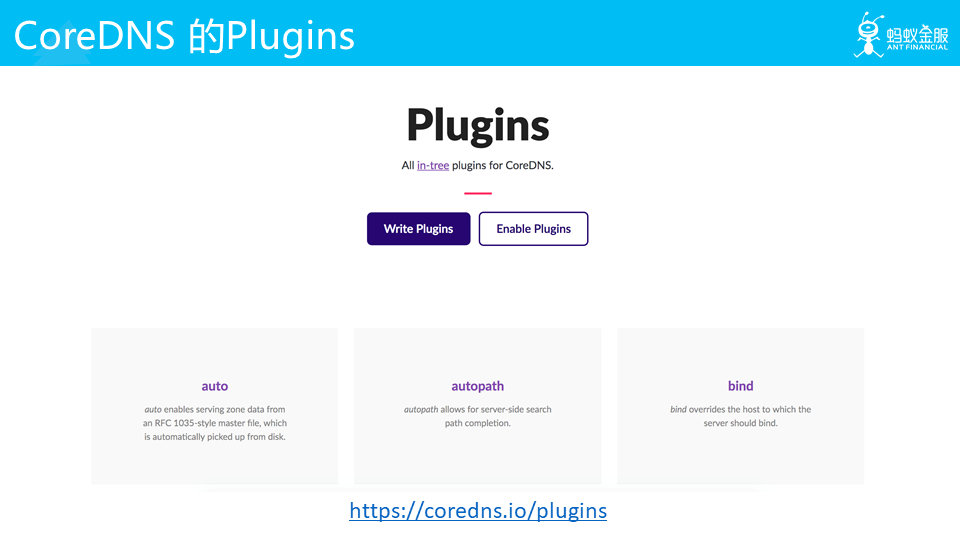 CoreDNS 的Plugins
蚂蚁金服
ANT FINANCIAL
Plugins
All in-tree plugins for CoreDNS.
Write Plugins
Enable Plugins
auto
auto enables serving zone data from
an RFC 1035-style master file, which
is automatically picked up from disk.
autopath
autopath allows for server-side search
path completion.
bind
bind overrides the host to which the
server should bind.
https://coredns.io/plugins